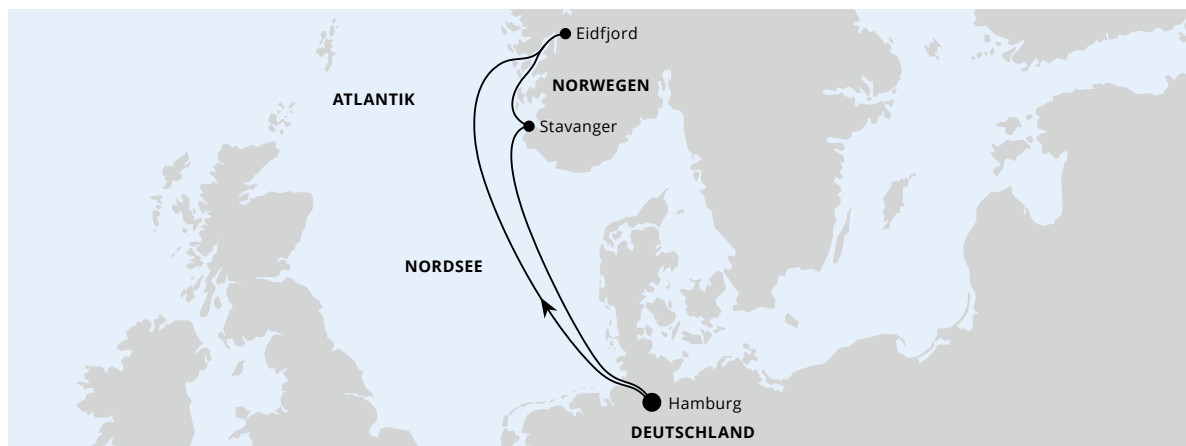 Eidfjord
NORWEGEN
ATLANTIK
Stavanger
NORDSEE
Hamburg
DEUTSCHLAND